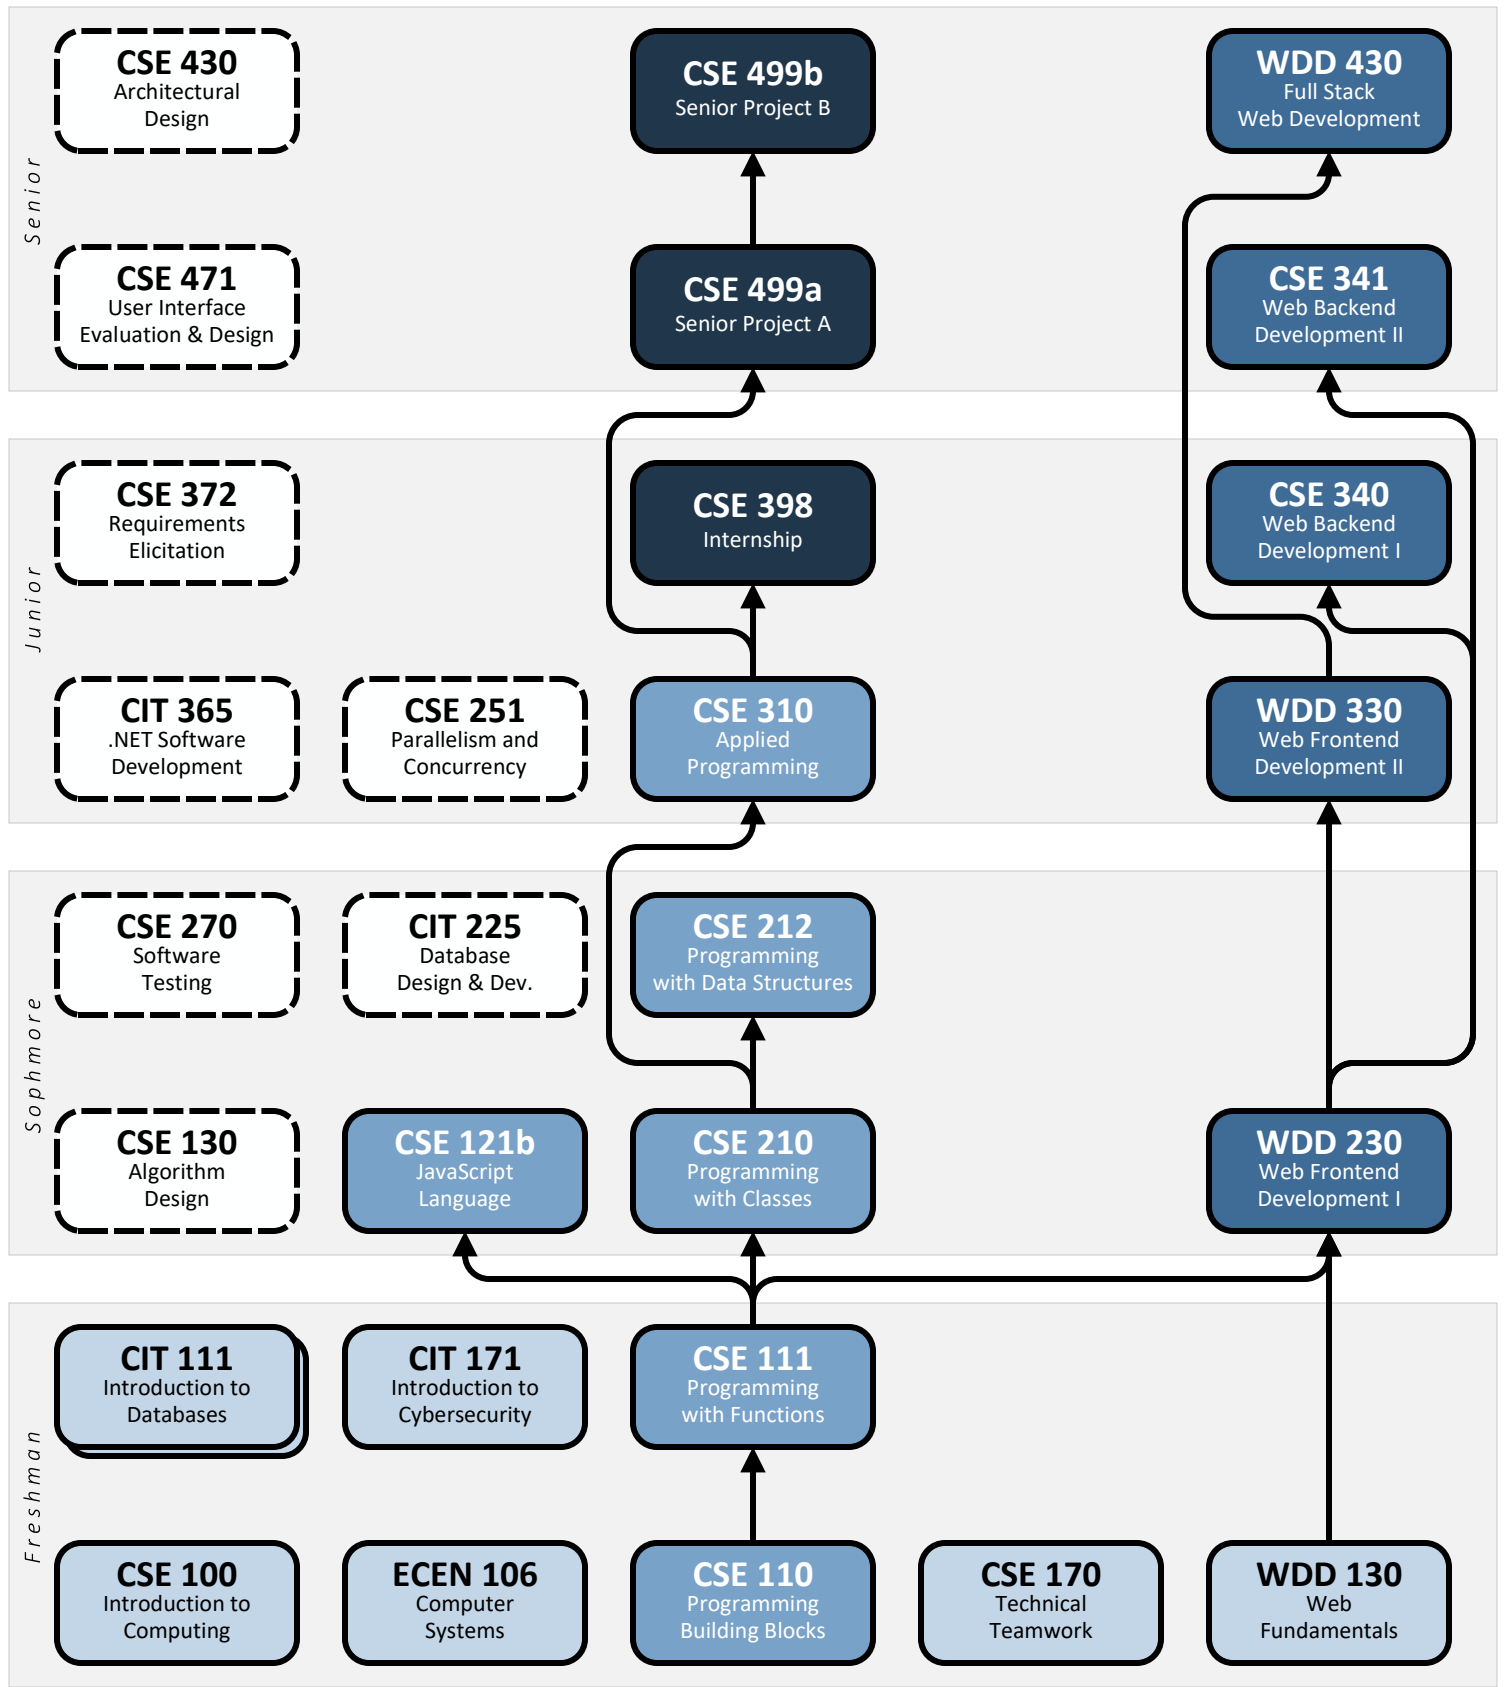 CSE 430
Architectural
Design
CSE 499b
Senior Project B
WDD 430
Full Stack
Web Development
Senior
CSE 471
User Interface
Evaluation & Design
CSE 499a
Senior Project A
CSE 341
Web Backend
Development II
CSE 372
Requirements
Elicitation
CSE 398
Internship
CSE 340
Web Backend
Development I
Junior
CIT 365
.NET Software
Development
CSE 251
Parallelism and
Concurrency
CSE 310
Applied
Programming
WDD 330
Web Frontend
Development II
CSE 270
Software
Testing
CIT 225
Database
Design & Dev.
CSE 212
Programming
with Data Structures
Sophmore
CSE 130
Algorithm
Design
CSE 121b
JavaScript
Language
CSE 210
Programming
with Classes
WDD 230
Web Frontend
Development I
CIT 111
Introduction to
Databases
CIT 171
Introduction to
Cybersecurity
CSE 111
Programming
with Functions
Freshman
CSE 100
Introduction to
Computing
ECEN 106
Computer
Systems
CSE 110
Programming
Building Blocks
CSE 170
Technical
Teamwork
WDD 130
Web
Fundamentals